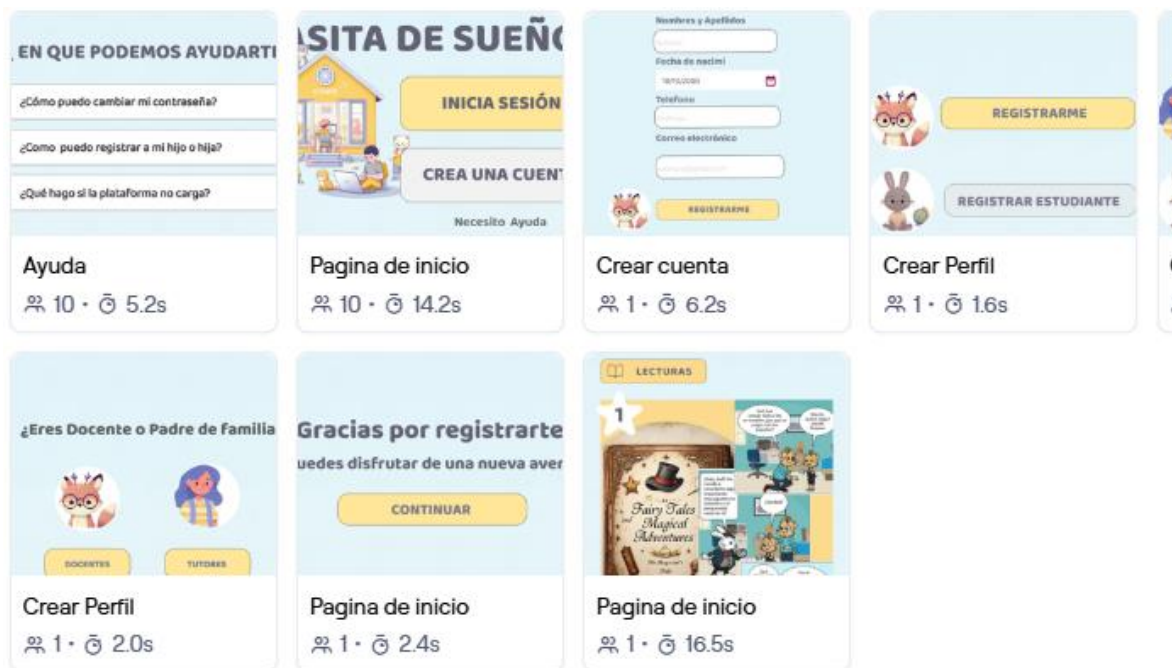 EN QUE PODEMOS AYUDARTI
¿Cómo puedo cambiar mi contraseña?
¿Como puedo registrar a mi hijo o hija?
¿Qué hago si la plataforma no carga?
Ayuda
10 · 5.2s
ASITA DE SUEÑO
INICIA SESIÓN
CREA UNA CUENT
Necesito Ayuda
Pagina de inicio
10 · 14.2s
Nombres y Apellidos
Fecha de nacimi
Telefono
Correo electrónico
REGISTRARME
Crear cuenta
1 · 6.2s
REGISTRARME
REGISTRAR ESTUDIANTE
Crear Perfil
1 · 1.6s
¿Eres Docente o Padre de familia
DOCENTES
TUTORES
Crear Perfil
1 · 2.0s
Gracias por registrarte
uedes disfrutar de una nueva aver
CONTINUAR
Pagina de inicio
1 · 2.4s
LECTURAS
1
Fairy Tales
and Magical
Adventures
Pagina de inicio
1 · 16.5s